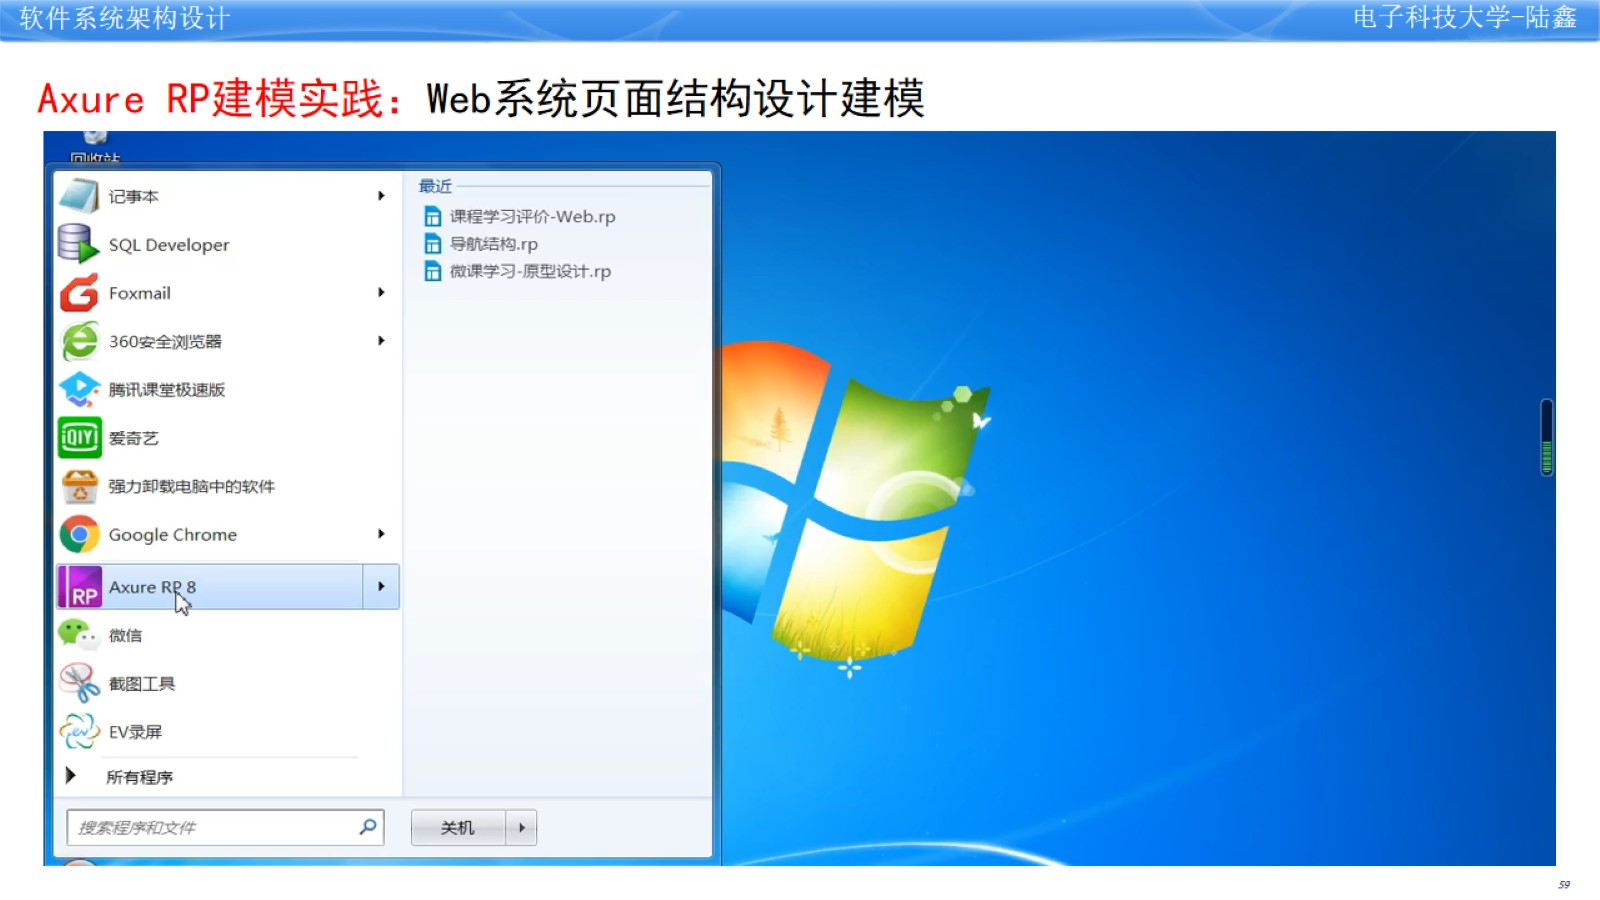 软件系统架构设计
电子科技大学-陆鑫
Axure RP建模实践：Web系统页面结构设计建模
回收站
记事本
SQL Developer
Foxmail
360安全浏览器
腾讯课堂极速版
iQIYI
爱奇艺
强力卸载电脑中的软件
Google Chrome
RP
Axure RP 8
微信
截图工具
EV
EV录屏
所有程序
搜索程序和文件
关机
最近
课程学习评价-Web.rp
导航结构.rp
微课学习-原型设计.rp
59